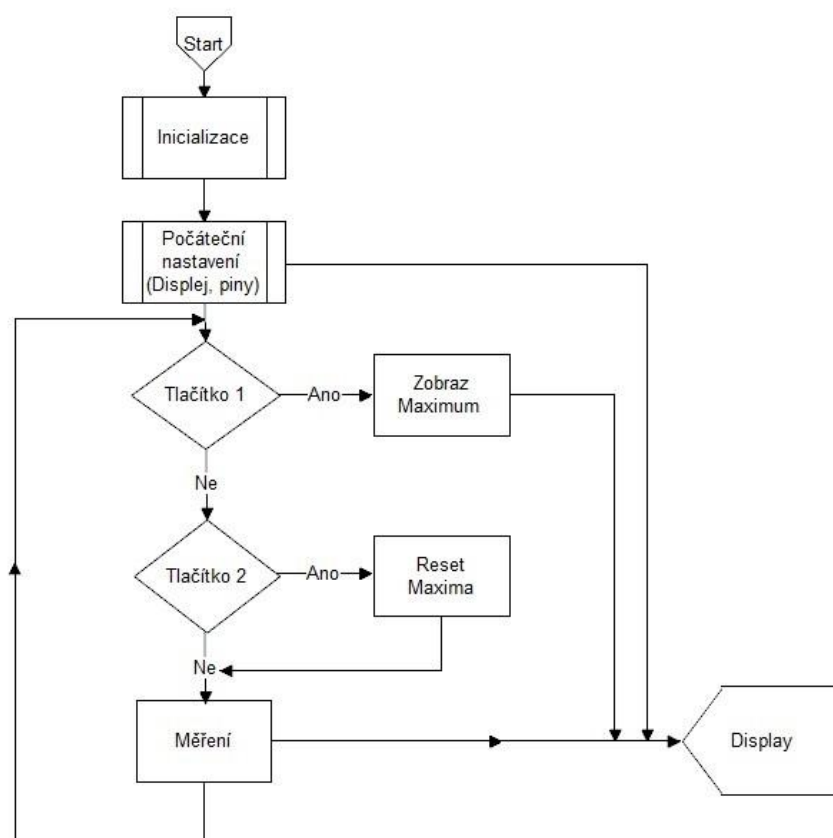 Start
Inicializace
Počáteční
nastavení
(Displej, piny)
Tlačítko 1
Ano
Zobraz
Maximum
Ne
Tlačítko 2
Ano
Reset
Maxima
Ne
Měření
Display